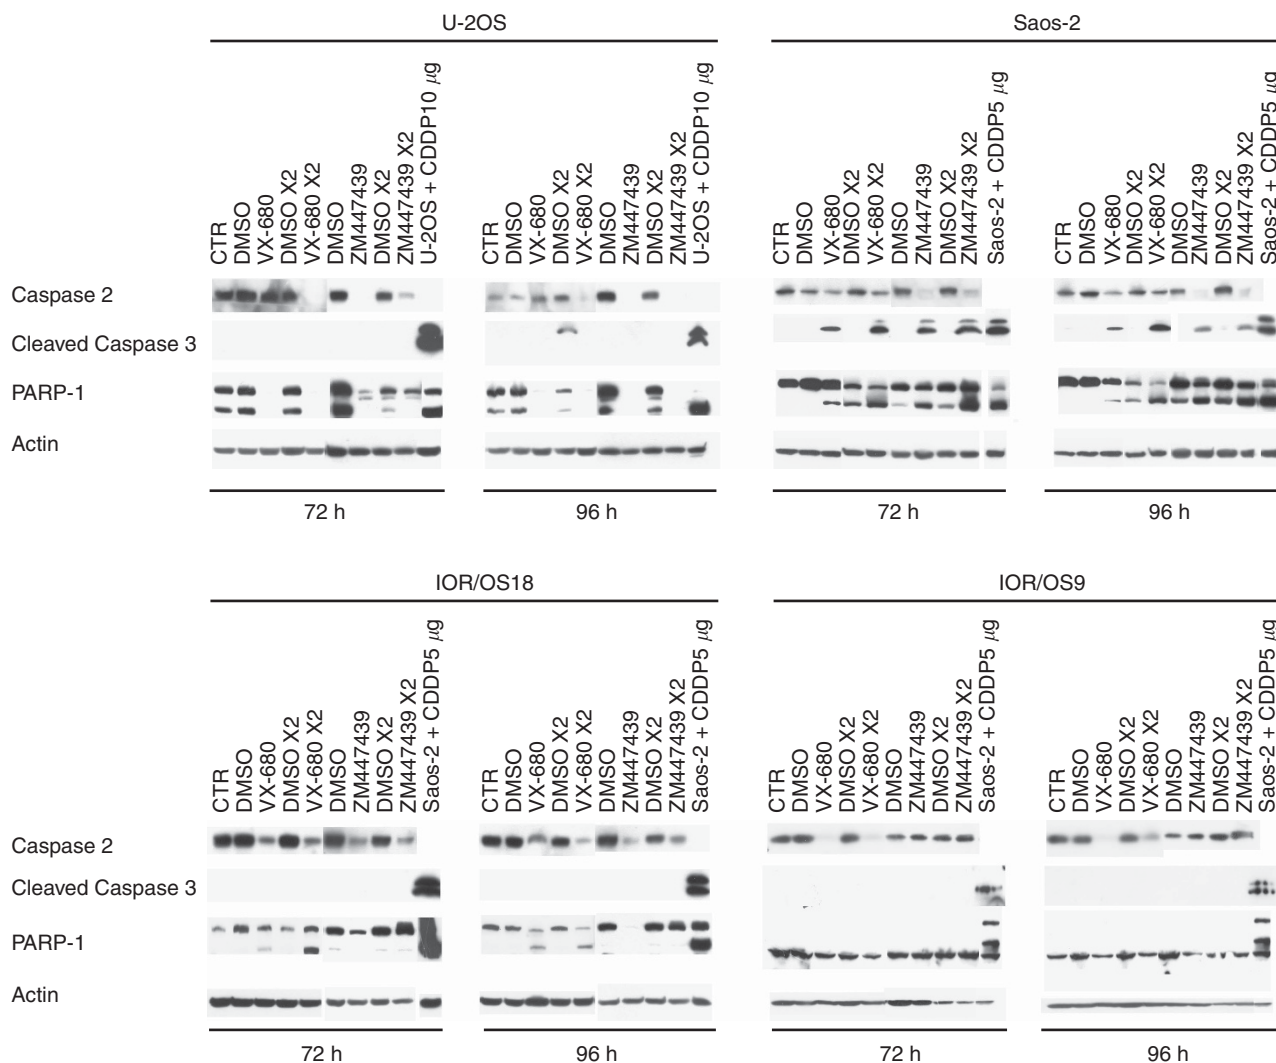 U-2OS
Saos-2
CTR
DMSO
VX-680
DMSO X2
VX-680 X2
DMSO
ZM447439
DMSO X2
ZM447439 X2
U-2OS + CDDP10 µg
CTR
DMSO
VX-680
DMSO X2
VX-680 X2
DMSO
ZM447439
DMSO X2
ZM447439 X2
U-2OS + CDDP10 µg
CTR
DMSO
VX-680
DMSO X2
VX-680 X2
DMSO
ZM447439
DMSO X2
ZM447439 X2
Saos-2 + CDDP5 µg
CTR
DMSO
VX-680
DMSO X2
VX-680 X2
DMSO
ZM447439
DMSO X2
ZM447439 X2
Saos-2 + CDDP5 µg
Caspase 2
Cleaved Caspase 3
PARP-1
Actin
72 h
96 h
72 h
96 h
IOR/OS18
IOR/OS9
CTR
DMSO
VX-680
DMSO X2
VX-680 X2
DMSO
ZM447439
DMSO X2
ZM447439 X2
Saos-2 + CDDP5 µg
CTR
DMSO
VX-680
DMSO X2
VX-680 X2
DMSO
ZM447439
DMSO X2
ZM447439 X2
Saos-2 + CDDP5 µg
CTR
DMSO
VX-680
DMSO X2
VX-680 X2
DMSO
ZM447439
DMSO X2
ZM447439 X2
Saos-2 + CDDP5 µg
CTR
DMSO
VX-680
DMSO X2
VX-680 X2
DMSO
ZM447439
DMSO X2
ZM447439 X2
Saos-2 + CDDP5 µg
Caspase 2
Cleaved Caspase 3
PARP-1
Actin
72 h
96 h
72 h
96 h